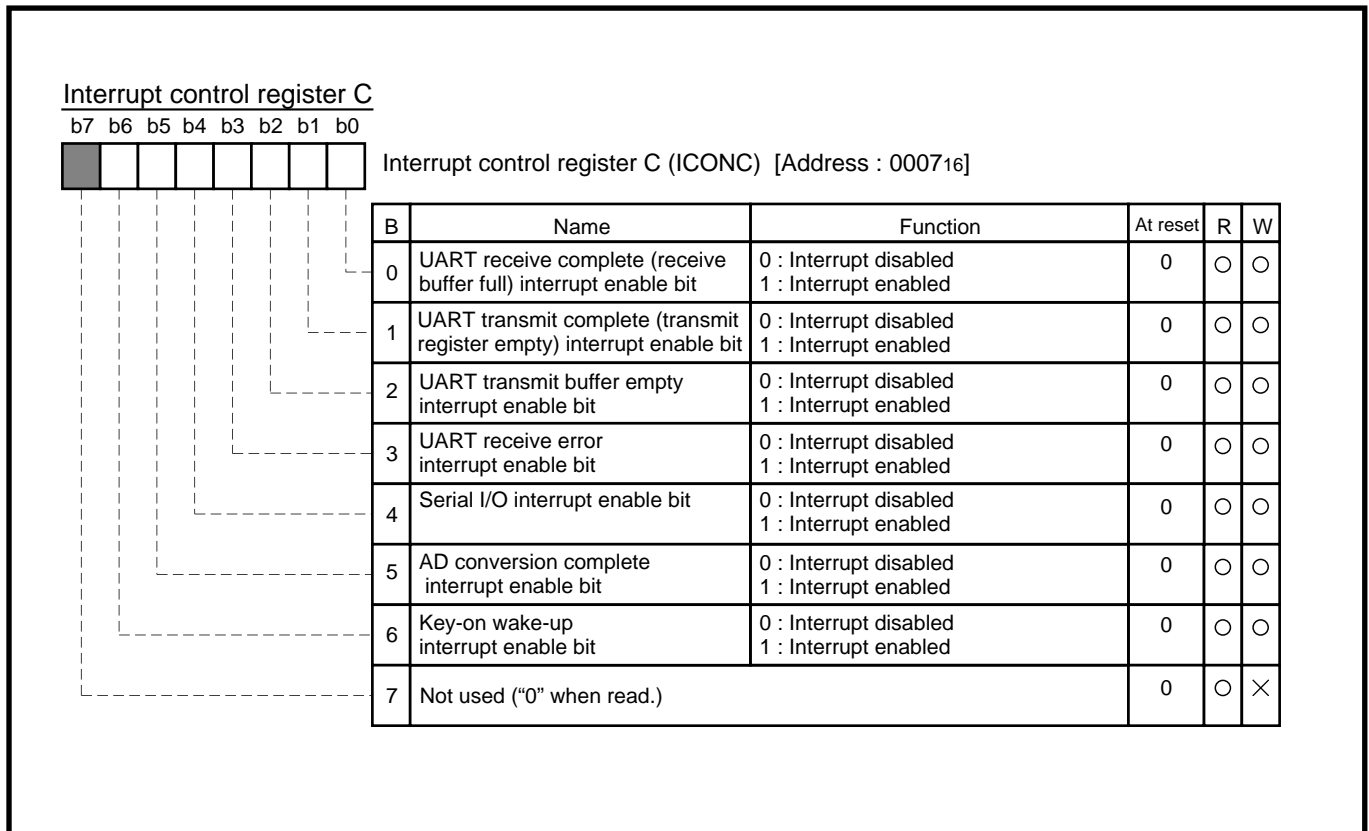 Interrupt control register C
b7 b6 b5 b4 b3 b2 b1 b0
Interrupt control register C (ICONC) [Address : 000716]
B Name Function At reset R W
0 UART receive complete (receive buffer full) interrupt enable bit 0 : Interrupt disabled 1 : Interrupt enabled 0 ○ ○
1 UART transmit complete (transmit register empty) interrupt enable bit 0 : Interrupt disabled 1 : Interrupt enabled 0 ○ ○
2 UART transmit buffer empty interrupt enable bit 0 : Interrupt disabled 1 : Interrupt enabled 0 ○ ○
3 UART receive error interrupt enable bit 0 : Interrupt disabled 1 : Interrupt enabled 0 ○ ○
4 Serial I/O interrupt enable bit 0 : Interrupt disabled 1 : Interrupt enabled 0 ○ ○
5 AD conversion complete interrupt enable bit 0 : Interrupt disabled 1 : Interrupt enabled 0 ○ ○
6 Key-on wake-up interrupt enable bit 0 : Interrupt disabled 1 : Interrupt enabled 0 ○ ○
7 Not used (“0” when read.) 0 ○ ×